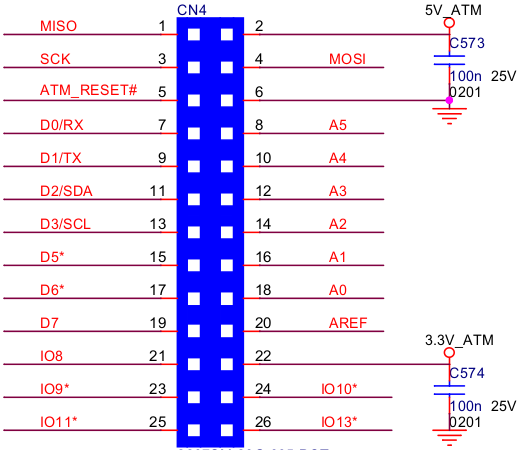 CN4
5V_ATM
MISO 1 2
C573
SCK 3 4 MOSI
100n 25V
ATM_RESET# 5 6
0201
D0/RX 7 8 A5
D1/TX 9 10 A4
D2/SDA 11 12 A3
D3/SCL 13 14 A2
D5* 15 16 A1
D6* 17 18 A0
D7 19 20 AREF
3.3V_ATM
IO8 21 22
C574
IO9* 23 24 IO10*
100n 25V
0201
IO11* 25 26 IO13*